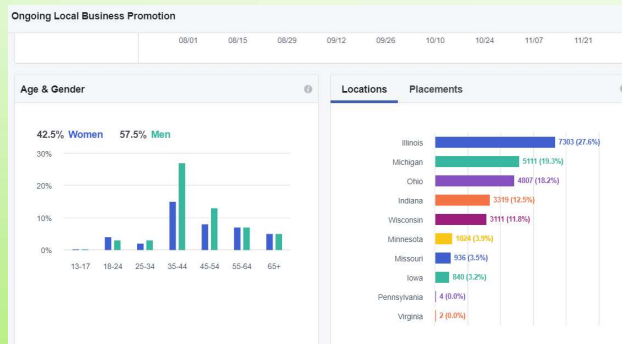 Ongoing Local Business Promotion
08/01 08/15 08/29 09/12 09/26 10/10 10/24 11/07 11/21
Age & Gender
42.5% Women 57.5% Men
30%
20%
10%
0%
13-17 18-24 25-34 35-44 45-54 55-64 65+
Locations Placements
Illinois 7303 (27.6%)
Michigan 5111 (19.3%)
Ohio 4807 (18.2%)
Indiana 3319 (12.5%)
Wisconsin 3111 (11.8%)
Minnesota 1024 (3.9%)
Missouri 936 (3.5%)
Iowa 840 (3.2%)
Pennsylvania 4 (0.0%)
Virginia 2 (0.0%)